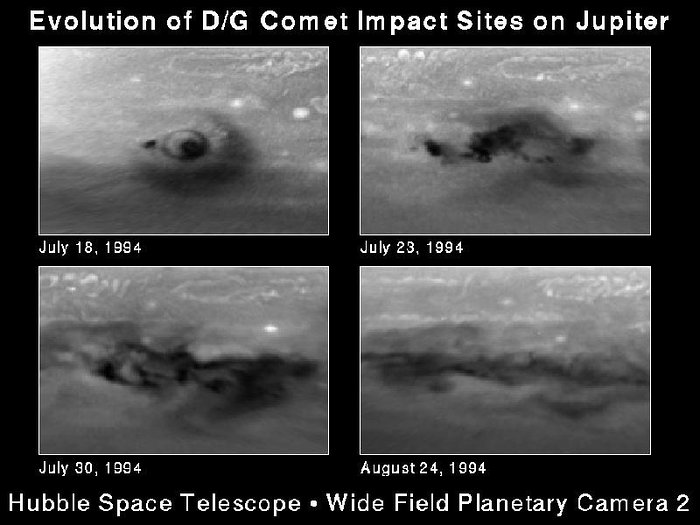 Evolution of D/G Comet Impact Sites on Jupiter
July 18, 1994
July 23, 1994
July 30, 1994
August 24, 1994
Hubble Space Telescope • Wide Field Planetary Camera 2